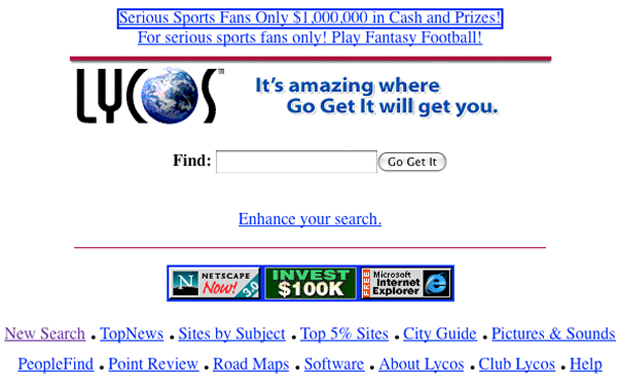 Serious Sports Fans Only $1,000,000 in Cash and Prizes!
For serious sports fans only! Play Fantasy Football!
LYCOS™ It's amazing where
Go Get It will get you.
Find: Go Get It
Enhance your search.
N NETSCAPE Now! 3.0 INVEST $100K FREE Microsoft Internet Explorer
New Search • TopNews • Sites by Subject • Top 5% Sites • City Guide • Pictures & Sounds
PeopleFind • Point Review • Road Maps • Software • About Lycos • Club Lycos • Help